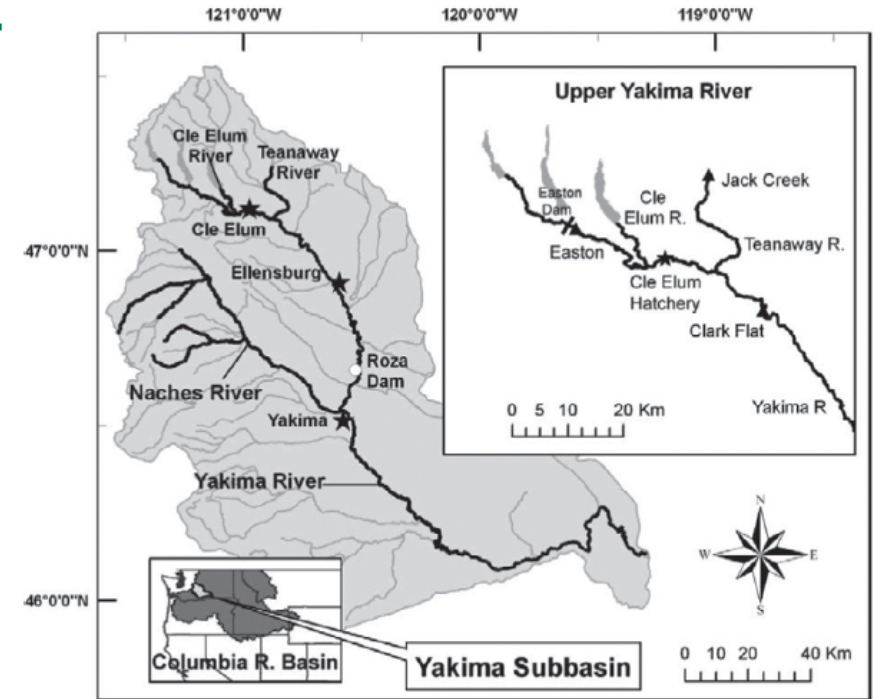 121°0'0"W
120°0'0"W
119°0'0"W
47°0'0"N
46°0'0"N
Cle Elum
River
Teanaway
River
Cle Elum
Ellensburg
Roza
Dam
Naches River
Yakima
Yakima River
Upper Yakima River
Jack Creek
Easton
Dam
Cle
Elum R.
Easton
Teanaway R.
Cle Elum
Hatchery
Clark Flat
0 5 10 20 Km
Yakima R
N
W E
S
Columbia R. Basin
Yakima Subbasin
0 10 20 40 Km